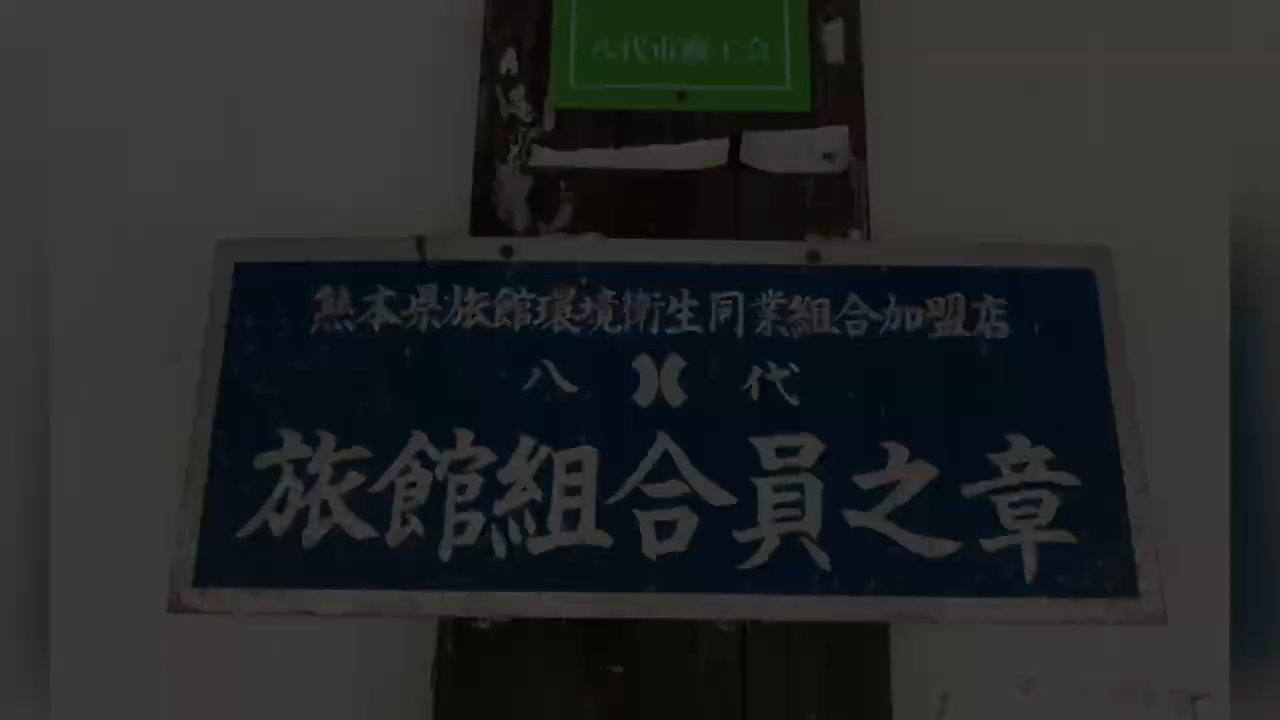 八代市商工会
熊本県旅館環境衛生同業組合加盟店
八代
旅館組合員之章